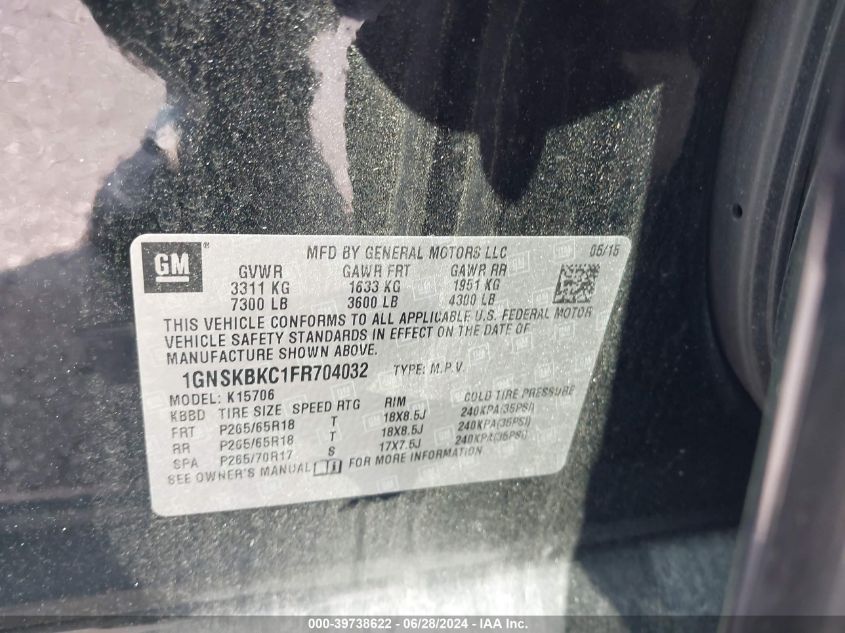 GM ® MFD BY GENERAL MOTORS LLC 05/15
GVWR GAWR FRT GAWR RR
3311 KG 1633 KG 1951 KG
7300 LB 3600 LB 4300 LB
THIS VEHICLE CONFORMS TO ALL APPLICABLE U.S. FEDERAL MOTOR
VEHICLE SAFETY STANDARDS IN EFFECT ON THE DATE OF
MANUFACTURE SHOWN ABOVE.
1GNSKBKC1FR704032 TYPE: M.P.V.
MODEL: K15706
KBBD TIRE SIZE SPEED RTG RIM COLD TIRE PRESSURE
FRT P265/65R18 T 18X8.5J 240KPA(35PSI)
RR P265/65R18 T 18X8.5J 240KPA(35PSI)
SPA P265/70R17 S 17X7.5J 240KPA(35PSI)
SEE OWNER'S MANUAL FOR MORE INFORMATION
000-39738622 - 06/28/2024 - IAA Inc.